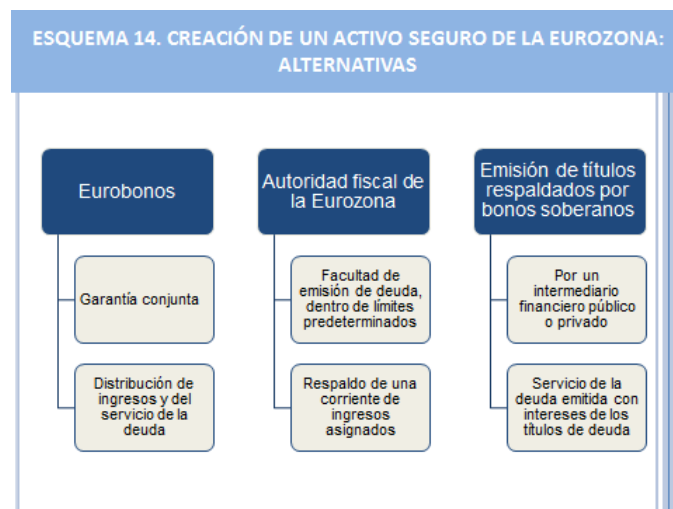 ESQUEMA 14. CREACIÓN DE UN ACTIVO SEGURO DE LA EUROZONA:
ALTERNATIVAS
Eurobonos
Garantía conjunta
Distribución de
ingresos y del
servicio de la
deuda
Autoridad fiscal de
la Eurozona
Facultad de
emisión de deuda,
dentro de límites
predeterminados
Respaldo de una
corriente de
ingresos
asignados
Emisión de títulos
respaldados por
bonos soberanos
Por un
intermediario
financiero público
o privado
Servicio de la
deuda emitida con
intereses de los
títulos de deuda